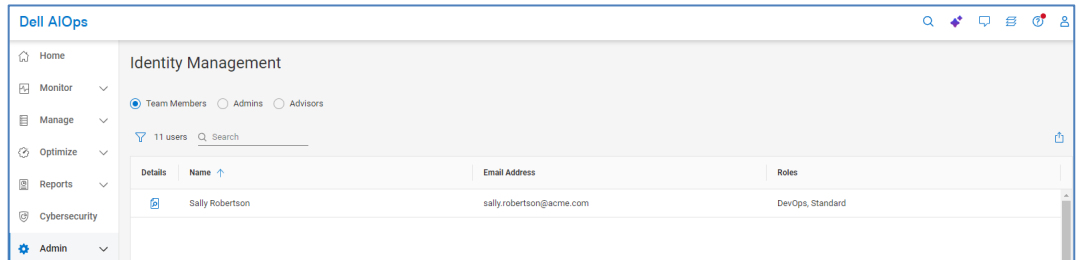 Dell AIOps
Home
Monitor
Manage
Optimize
Reports
Cybersecurity
Admin
Identity Management
Team Members Admins Advisors
11 users Search
Details Name Email Address Roles
Sally Robertson sally.robertson@acme.com DevOps, Standard